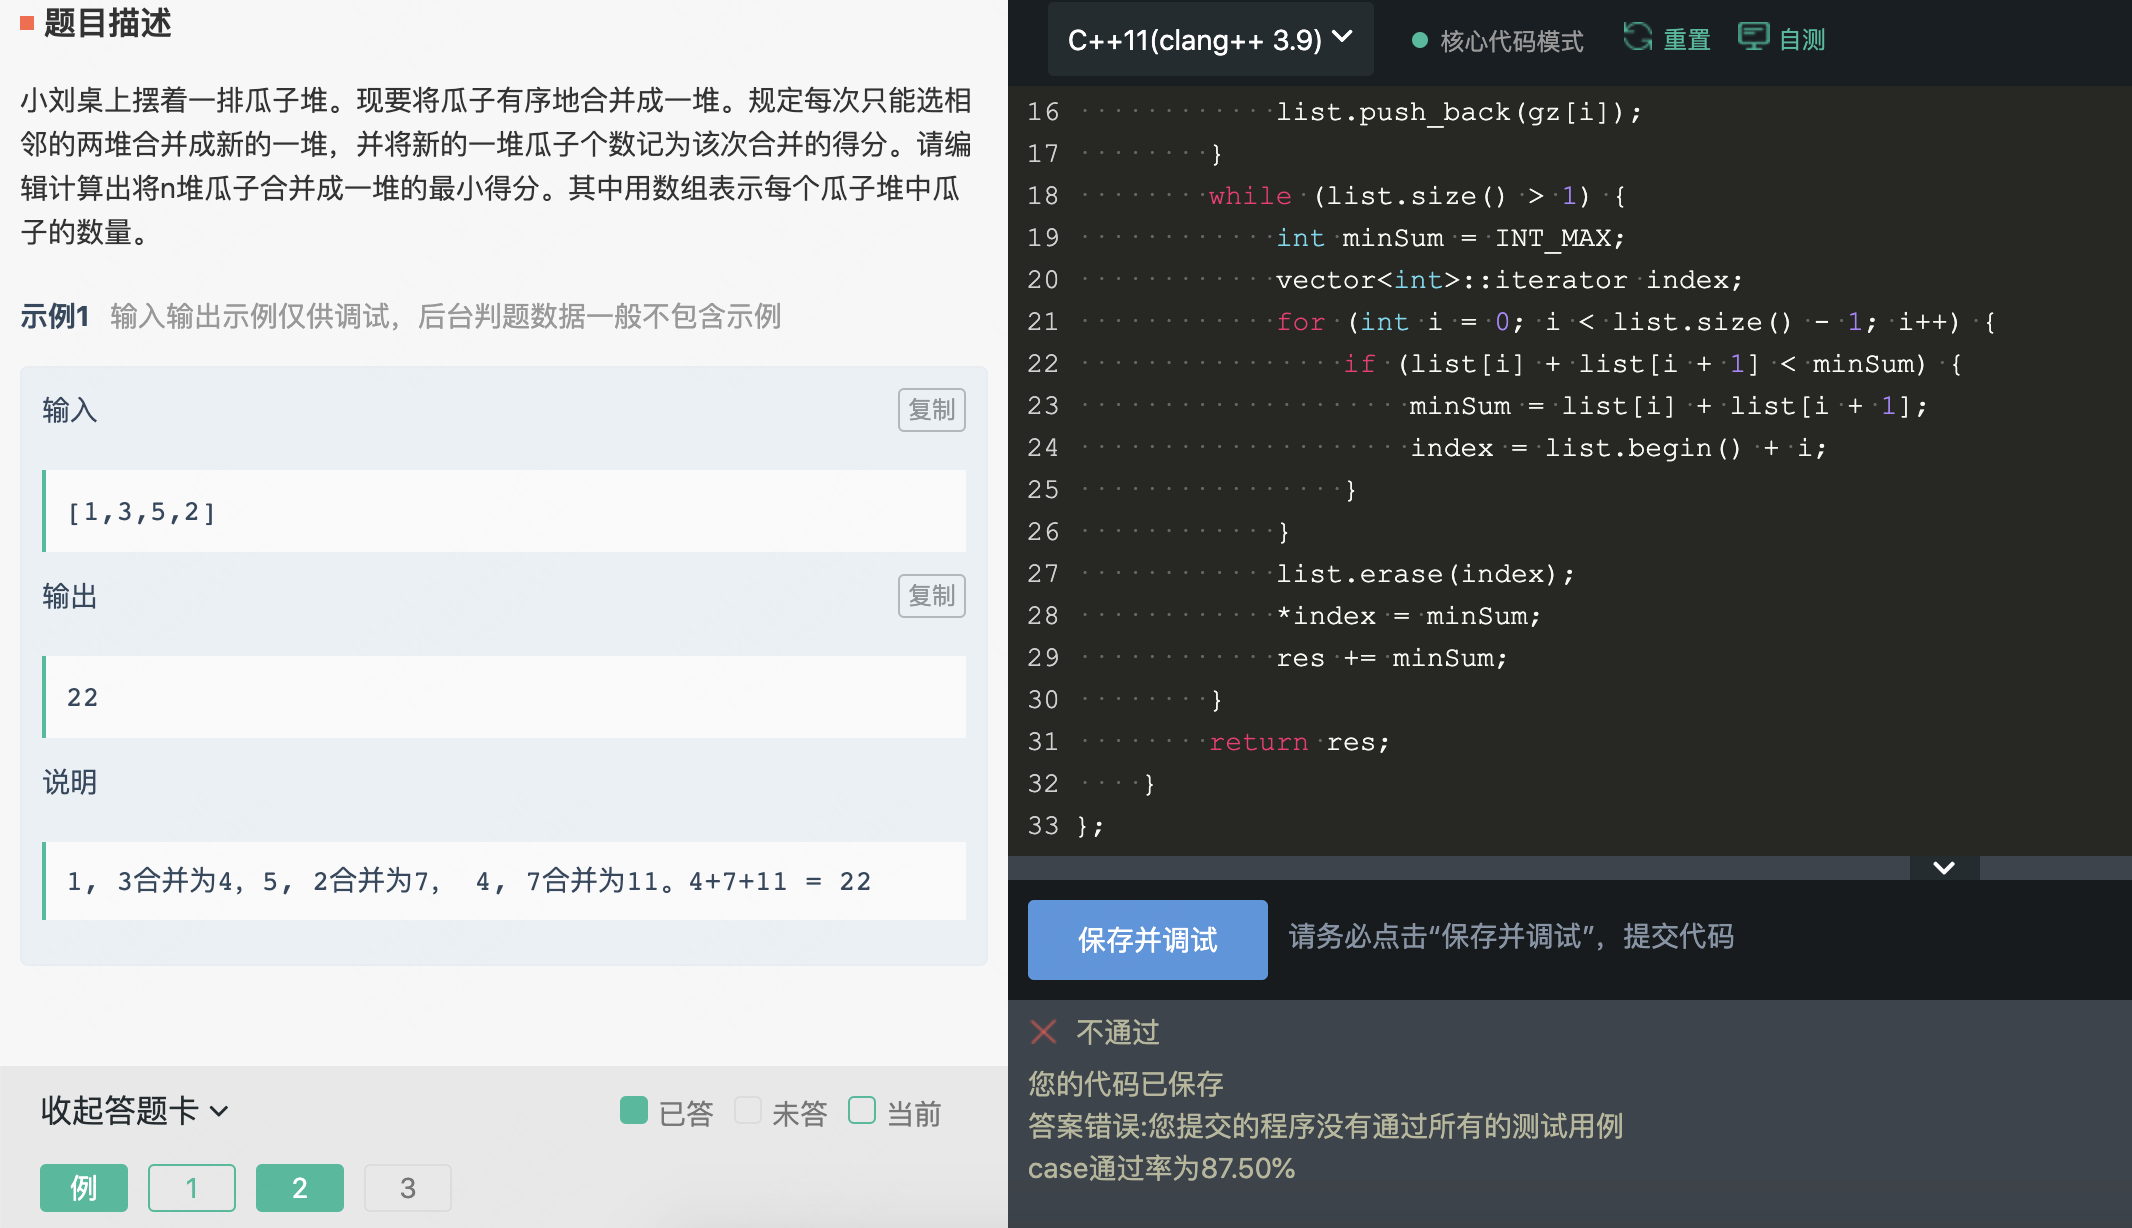 题目描述
小刘桌上摆着一排瓜子堆。现要将瓜子有序地合并成一堆。规定每次只能选相
邻的两堆合并成新的一堆，并将新的一堆瓜子个数记为该次合并的得分。请编
辑计算出将n堆瓜子合并成一堆的最小得分。其中用数组表示每个瓜子堆中瓜
子的数量。
示例1 输入输出示例仅供调试，后台判题数据一般不包含示例
输入 复制
[1,3,5,2]
输出 复制
22
说明
1, 3合并为4，5, 2合并为7， 4, 7合并为11。4+7+11 = 22
收起答题卡
已答 未答 当前
例 1 2 3
C++11(clang++ 3.9) 核心代码模式 重置 自测
16 list.push_back(gz[i]);
17 }
18 while (list.size() > 1) {
19 int minSum = INT_MAX;
20 vector<int>::iterator index;
21 for (int i = 0; i < list.size() - 1; i++) {
22 if (list[i] + list[i + 1] < minSum) {
23 minSum = list[i] + list[i + 1];
24 index = list.begin() + i;
25 }
26 }
27 list.erase(index);
28 *index = minSum;
29 res += minSum;
30 }
31 return res;
32 }
33 };
保存并调试 请务必点击“保存并调试”，提交代码
不通过
您的代码已保存
答案错误:您提交的程序没有通过所有的测试用例
case通过率为87.50%